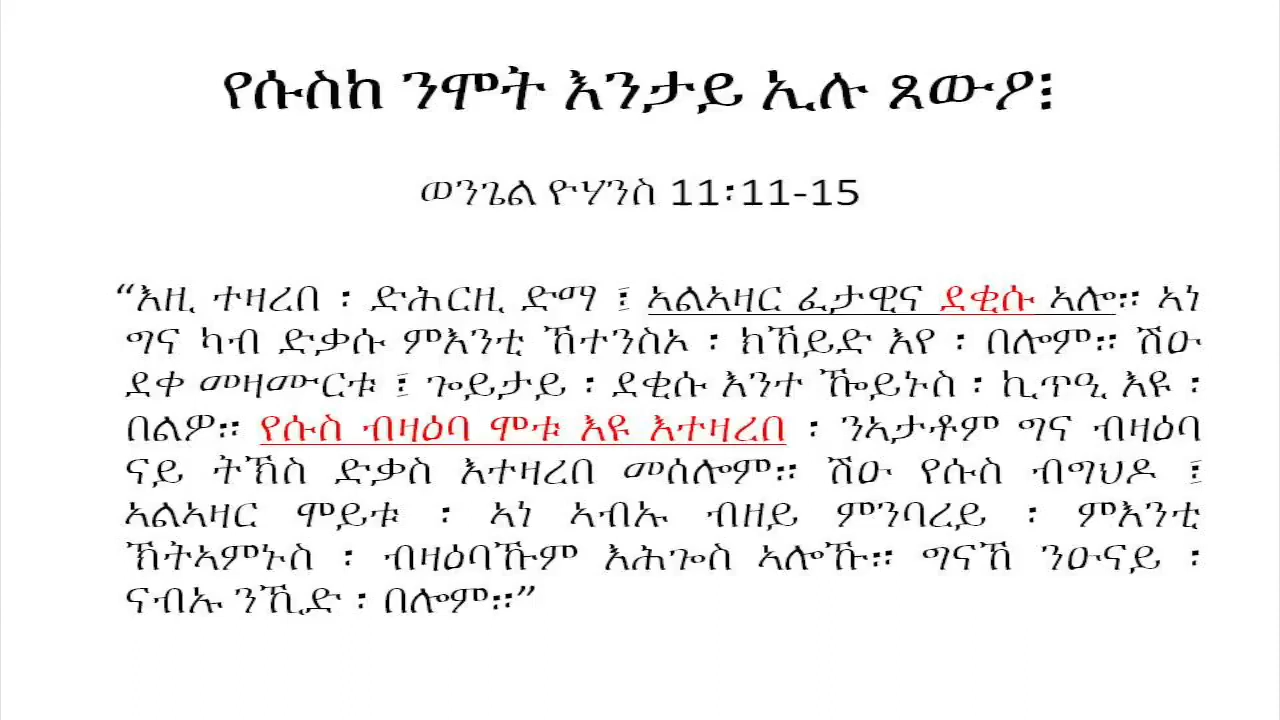 የሱስከ ንሞት እንታይ ኢሉ ጸውዖ፧
ወንጌል ዮሃንስ 11፡11-15
“እዚ ተዛረበ ፡ ድሕርዚ ድማ ፤ ኣልኣዛር ፈታዊና ደቂሱ ኣሎ። ኣነ
ግና ካብ ድቃሱ ምእንቲ ኸተንስኦ ፡ ክኸይድ እየ ፡ በሎም። ሽዑ
ደቀ መዛሙርቱ ፤ ጐይታይ ፡ ደቂሱ እንተ ዀይኑስ ፡ ኪጥዒ እዩ ፡
በልዎ። የሱስ ብዛዕባ ሞቱ እዩ እተዛረበ ፡ ንኣታቶም ግና ብዛዕባ
ናይ ትኽስ ድቃስ እተዛረበ መሰሎም። ሽዑ የሱስ ብግህዶ ፤
ኣልኣዛር ሞይቱ ፡ ኣነ ኣብኡ ብዘይ ምንባረይ ፡ ምእንቲ
ኽትኣምኑስ ፡ ብዛዕባኹም እሕጐስ ኣሎኹ። ግናኸ ንዑናይ ፡
ናብኡ ንኺድ ፡ በሎም።”